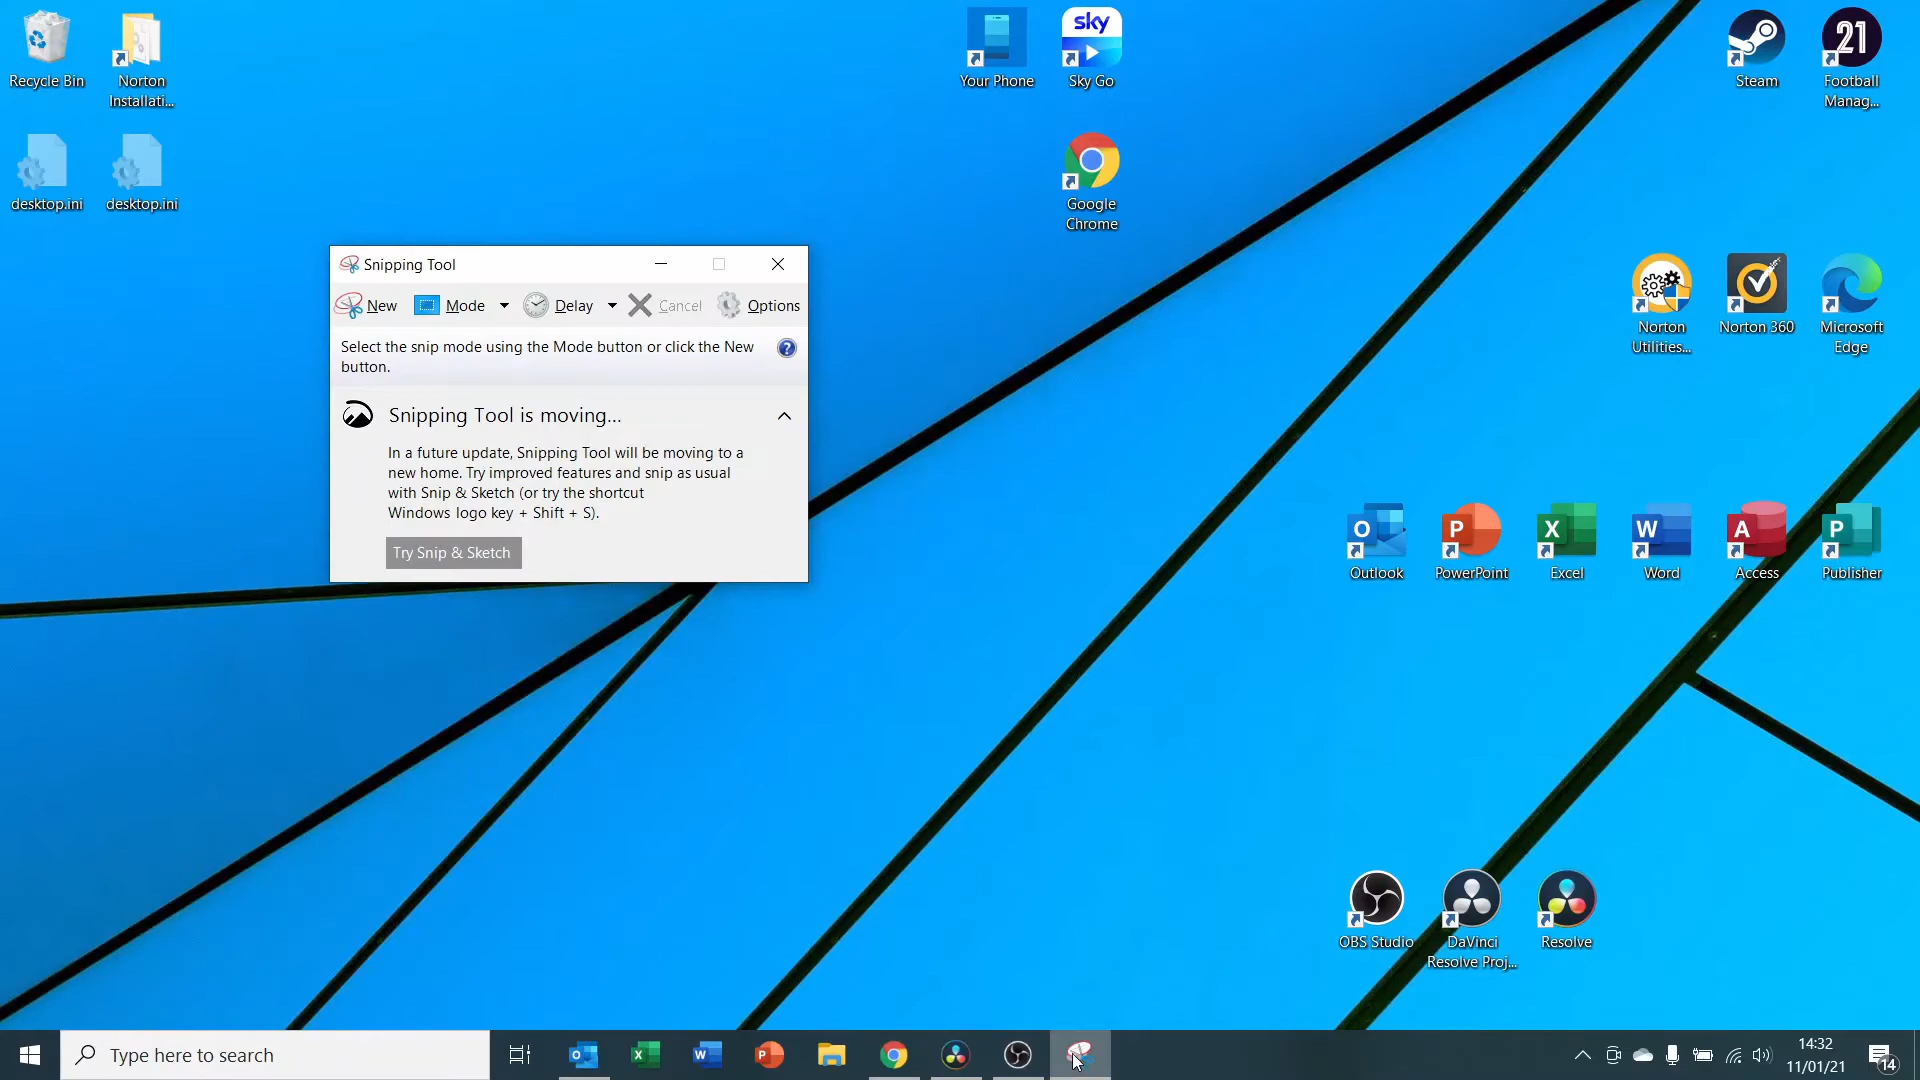 Recycle Bin
Norton
Installati...
desktop.ini
desktop.ini
Your Phone
sky
Sky Go
Google
Chrome
Steam
21
Football
Manag...
Norton
Utilities...
Norton 360
Microsoft
Edge
Snipping Tool
New
Mode
Delay
Cancel
Options
Select the snip mode using the Mode button or click the New
button.
?
Snipping Tool is moving...
In a future update, Snipping Tool will be moving to a
new home. Try improved features and snip as usual
with Snip & Sketch (or try the shortcut
Windows logo key + Shift + S).
Try Snip & Sketch
O
Outlook
P
PowerPoint
X
Excel
W
Word
A
Access
P
Publisher
OBS Studio
DaVinci
Resolve Proj...
Resolve
Type here to search
14:32
11/01/21
14